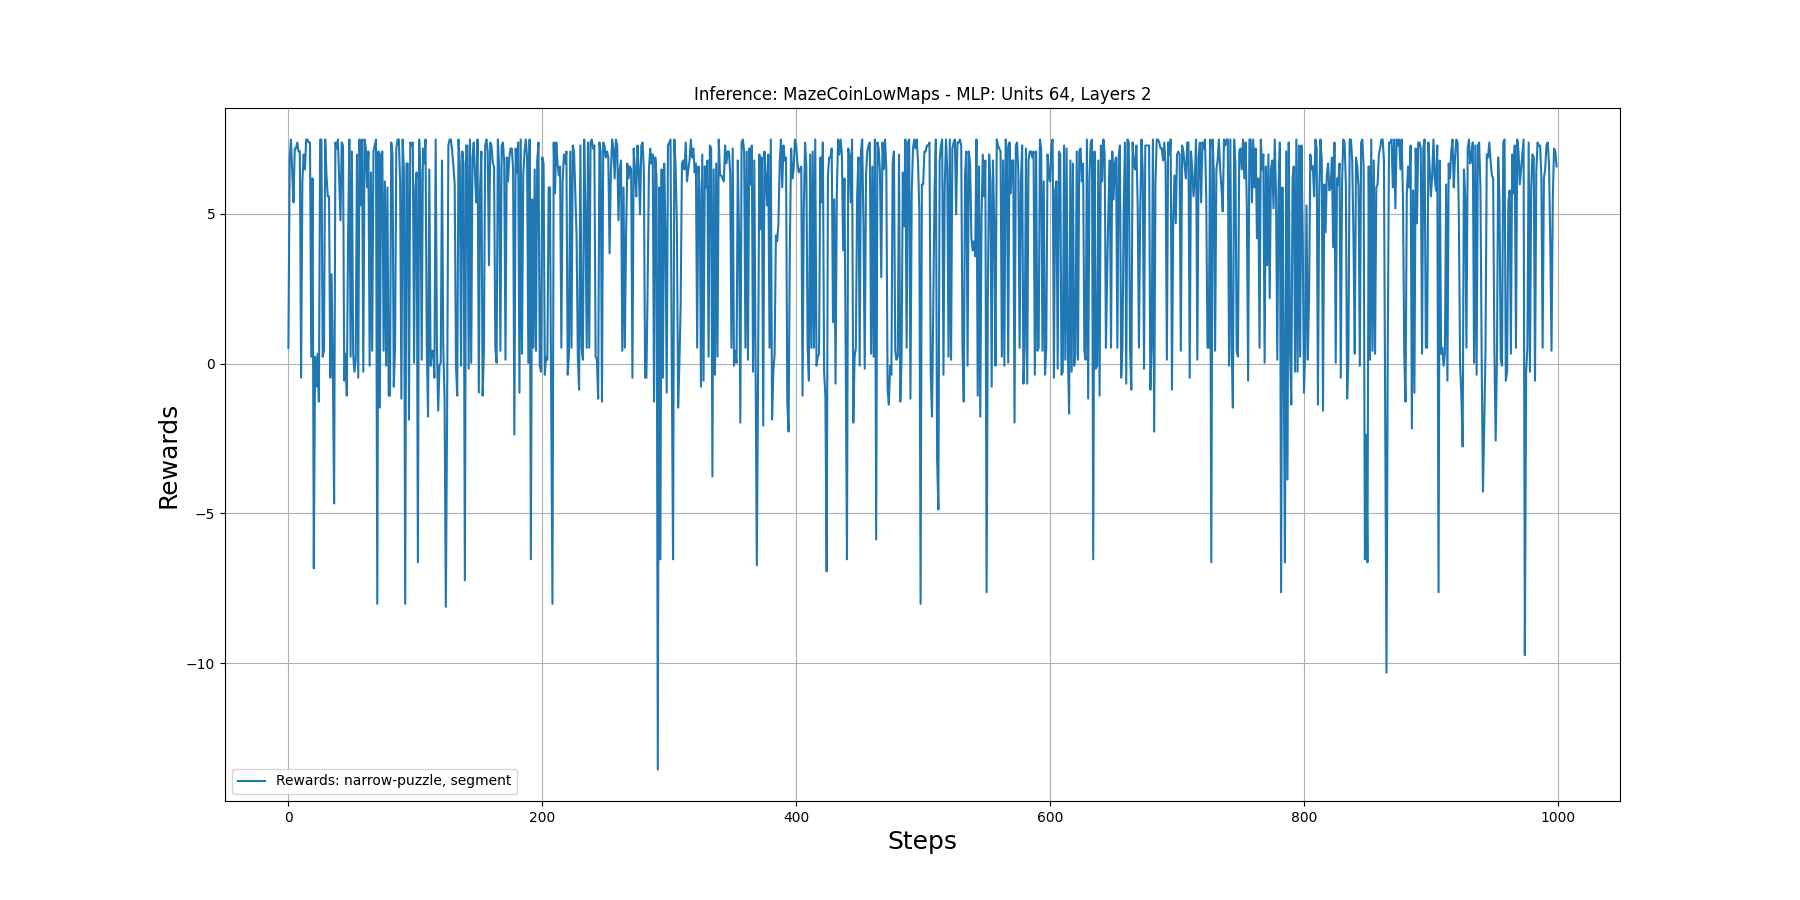 Inference: MazeCoinLowMaps - MLP: Units 64, Layers 2
Rewards
5
0
−5
−10
Rewards: narrow-puzzle, segment
0
200
400
600
800
1000
Steps